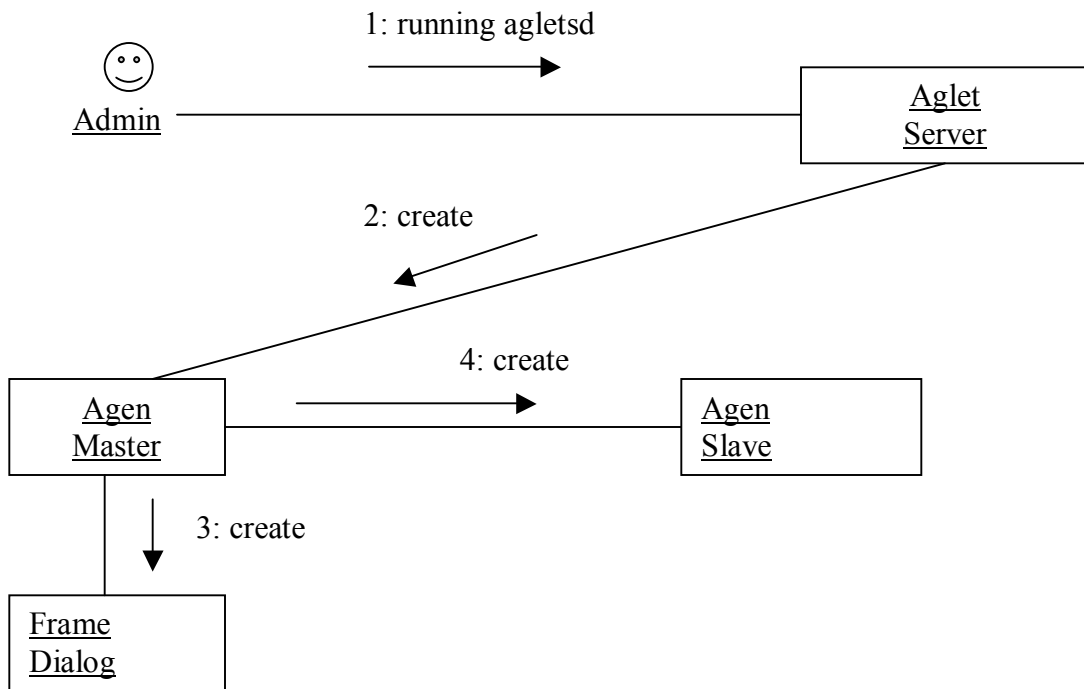 1: running agletsd
Admin
Aglet
Server
2: create
4: create
Agen
Master
Agen
Slave
3: create
Frame
Dialog